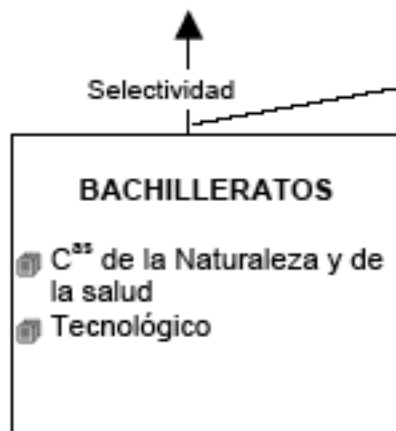 Selectividad
BACHILLERATOS
Cas de la Naturaleza y de
la salud
Tecnológico